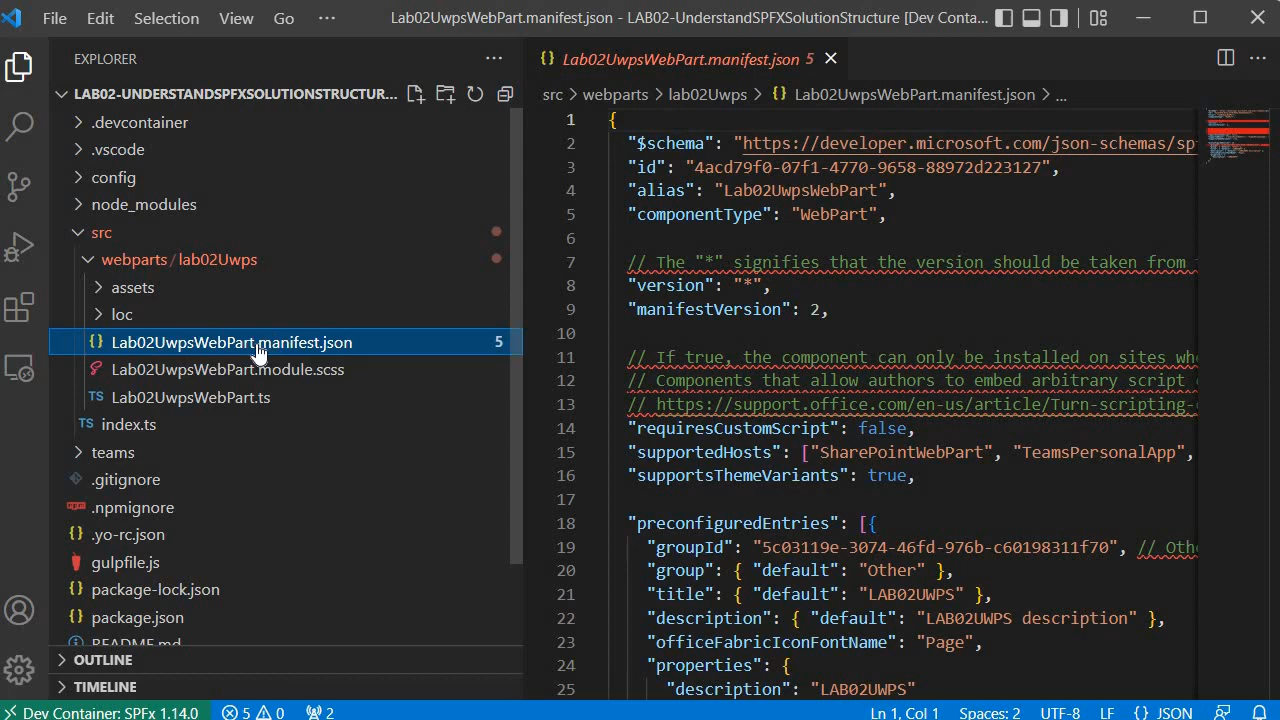 File Edit Selection View Go ··· Lab02UwpsWebPart.manifest.json - LAB02-UnderstandSPFXSolutionStructure [Dev Conta...
EXPLORER
LAB02-UNDERSTANDSPFXSOLUTIONSTRUCTUR...
.devcontainer
.vscode
config
node_modules
src
webparts / lab02Uwps
assets
loc
{} Lab02UwpsWebPart.manifest.json 5
Lab02UwpsWebPart.module.scss
TS Lab02UwpsWebPart.ts
TS index.ts
teams
.gitignore
.npmignore
{} .yo-rc.json
gulpfile.js
{} package-lock.json
{} package.json
README.md
OUTLINE
TIMELINE
{} Lab02UwpsWebPart.manifest.json 5
src > webparts > lab02Uwps > {} Lab02UwpsWebPart.manifest.json > ...
1 {
2 "$schema": "https://developer.microsoft.com/json-schemas/sp
3 "id": "4acd79f0-07f1-4770-9658-88972d223127",
4 "alias": "Lab02UwpsWebPart",
5 "componentType": "WebPart",
6
7 // The "*" signifies that the version should be taken from
8 "version": "*",
9 "manifestVersion": 2,
10
11 // If true, the component can only be installed on sites wh
12 // Components that allow authors to embed arbitrary script
13 // https://support.office.com/en-us/article/Turn-scripting-
14 "requiresCustomScript": false,
15 "supportedHosts": ["SharePointWebPart", "TeamsPersonalApp",
16 "supportsThemeVariants": true,
17
18 "preconfiguredEntries": [{
19 "groupId": "5c03119e-3074-46fd-976b-c60198311f70", // Oth
20 "group": { "default": "Other" },
21 "title": { "default": "LAB02UWPS" },
22 "description": { "default": "LAB02UWPS description" },
23 "officeFabricIconFontName": "Page",
24 "properties": {
25 "description": "LAB02UWPS"
Dev Container: SPFx 1.14.0 5 0 2 Ln 1, Col 1 Spaces: 2 UTF-8 LF {} JSON